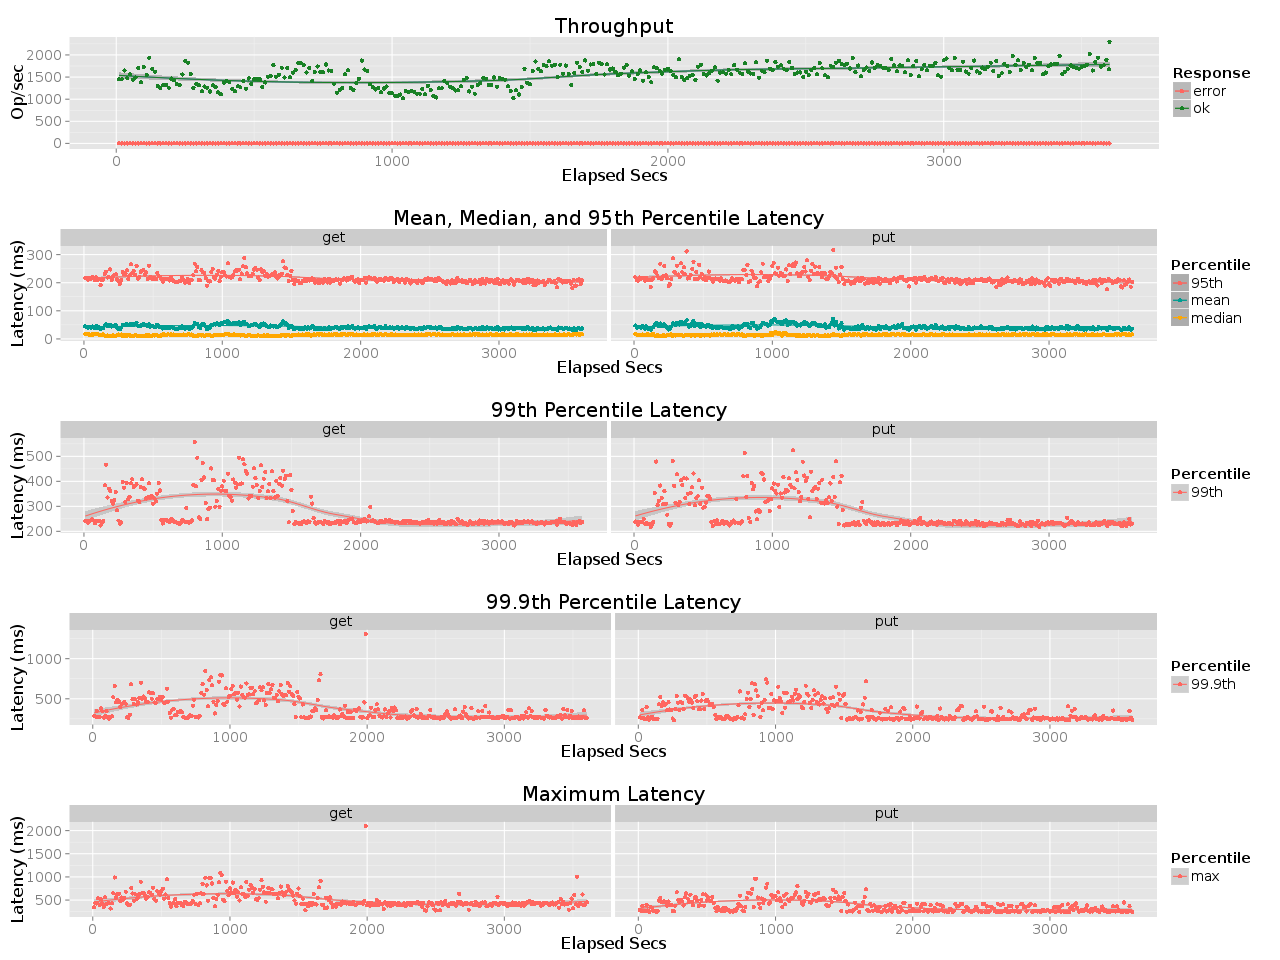 Throughput
Op/sec
2000
1500
1000
500
0
0 1000 2000 3000
Elapsed Secs
Response
error
ok
Mean, Median, and 95th Percentile Latency
get put
Latency (ms)
300
200
100
0
0 1000 2000 3000 0 1000 2000 3000
Elapsed Secs
Percentile
95th
mean
median
99th Percentile Latency
get put
Latency (ms)
500
400
300
200
0 1000 2000 3000 0 1000 2000 3000
Elapsed Secs
Percentile
99th
99.9th Percentile Latency
get put
Latency (ms)
1000
500
0 1000 2000 3000 0 1000 2000 3000
Elapsed Secs
Percentile
99.9th
Maximum Latency
get put
Latency (ms)
2000
1500
1000
500
0 1000 2000 3000 0 1000 2000 3000
Elapsed Secs
Percentile
max